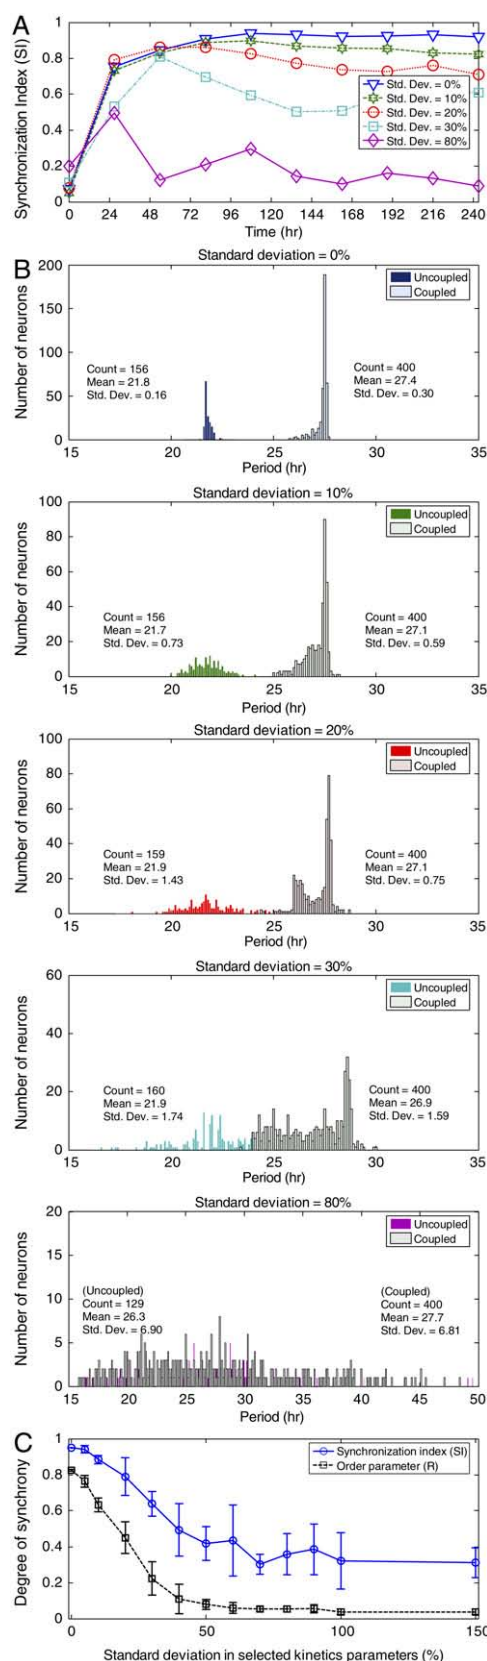 A
Synchronization Index (SI)
1
0.8
0.6
0.4
0.2
0
Std. Dev. = 0%
Std. Dev. = 10%
Std. Dev. = 20%
Std. Dev. = 30%
Std. Dev. = 80%
0 24 48 72 96 120 144 168 192 216 240
Time (hr)
B
Standard deviation = 0%
Number of neurons
200
150
100
50
0
Uncoupled
Coupled
Count = 156
Mean = 21.8
Std. Dev. = 0.16
Count = 400
Mean = 27.4
Std. Dev. = 0.30
15 20 25 30 35
Period (hr)
Standard deviation = 10%
Number of neurons
100
80
60
40
20
0
Uncoupled
Coupled
Count = 156
Mean = 21.7
Std. Dev. = 0.73
Count = 400
Mean = 27.1
Std. Dev. = 0.59
15 20 25 30 35
Period (hr)
Standard deviation = 20%
Number of neurons
100
80
60
40
20
0
Uncoupled
Coupled
Count = 159
Mean = 21.9
Std. Dev. = 1.43
Count = 400
Mean = 27.1
Std. Dev. = 0.75
15 20 25 30 35
Period (hr)
Standard deviation = 30%
Number of neurons
60
40
20
0
Uncoupled
Coupled
Count = 160
Mean = 21.9
Std. Dev. = 1.74
Count = 400
Mean = 26.9
Std. Dev. = 1.59
15 20 25 30 35
Period (hr)
Standard deviation = 80%
Number of neurons
20
15
10
5
0
Uncoupled
Coupled
(Uncoupled)
Count = 129
Mean = 26.3
Std. Dev. = 6.90
(Coupled)
Count = 400
Mean = 27.7
Std. Dev. = 6.81
15 20 25 30 35 40 45 50
Period (hr)
C
Degree of synchrony
1
0.8
0.6
0.4
0.2
0
Synchronization index (SI)
Order parameter (R)
0 50 100 150
Standard deviation in selected kinetics parameters (%)